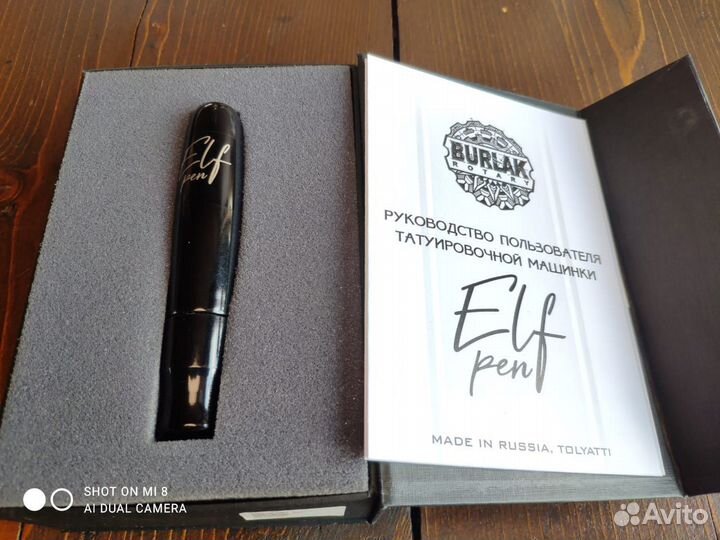 Elf
pen
BURLAK
ROTARY
РУКОВОДСТВО ПОЛЬЗОВАТЕЛЯ
ТАТУИРОВОЧНОЙ МАШИНКИ
Elf
pen
MADE IN RUSSIA, TOLYATTI
SHOT ON MI 8
AI DUAL CAMERA
Avito